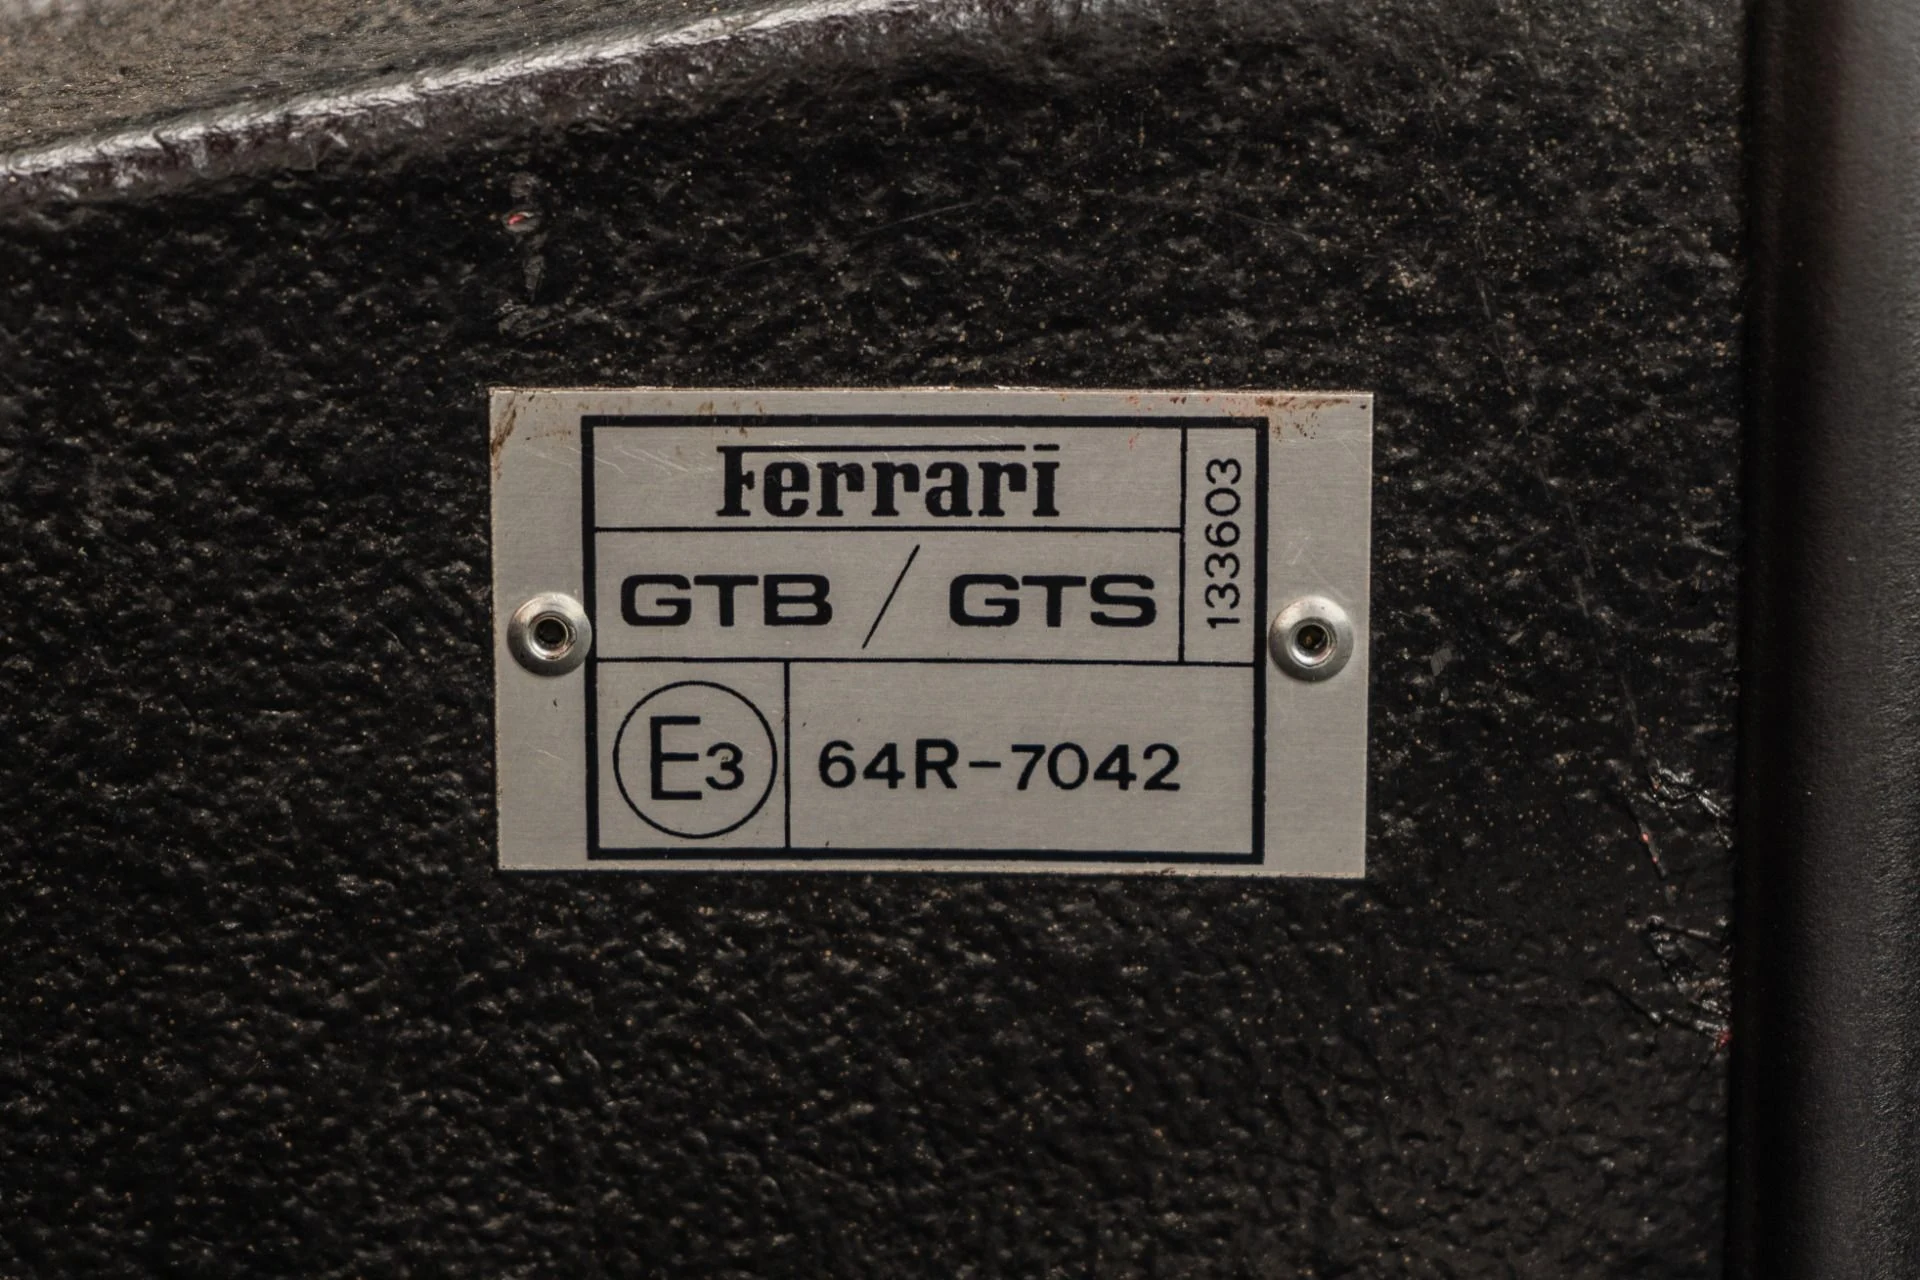 Ferrari
GTB / GTS
133603
E3
64R-7042